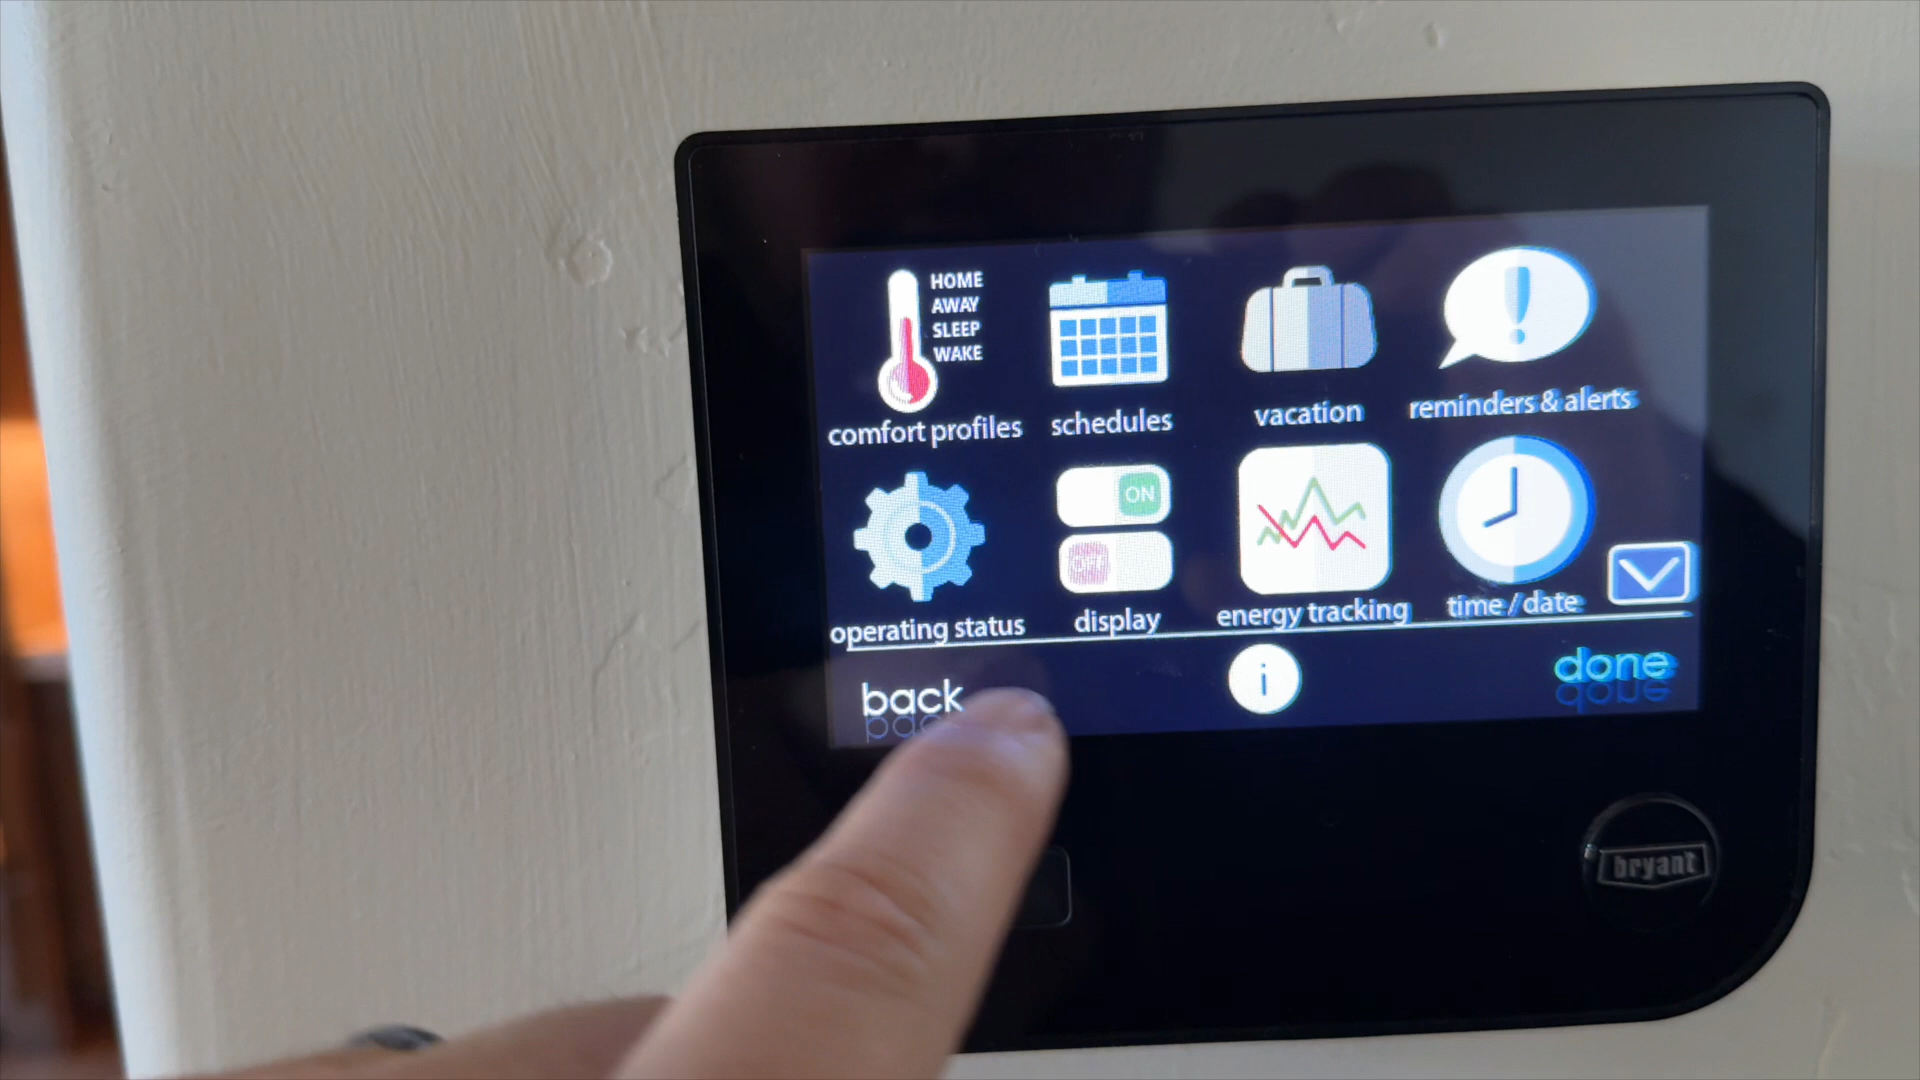 HOME
AWAY
SLEEP
WAKE
comfort profiles
schedules
vacation
reminders & alerts
ON
OFF
operating status
display
energy tracking
time / date
back
i
done
bryant